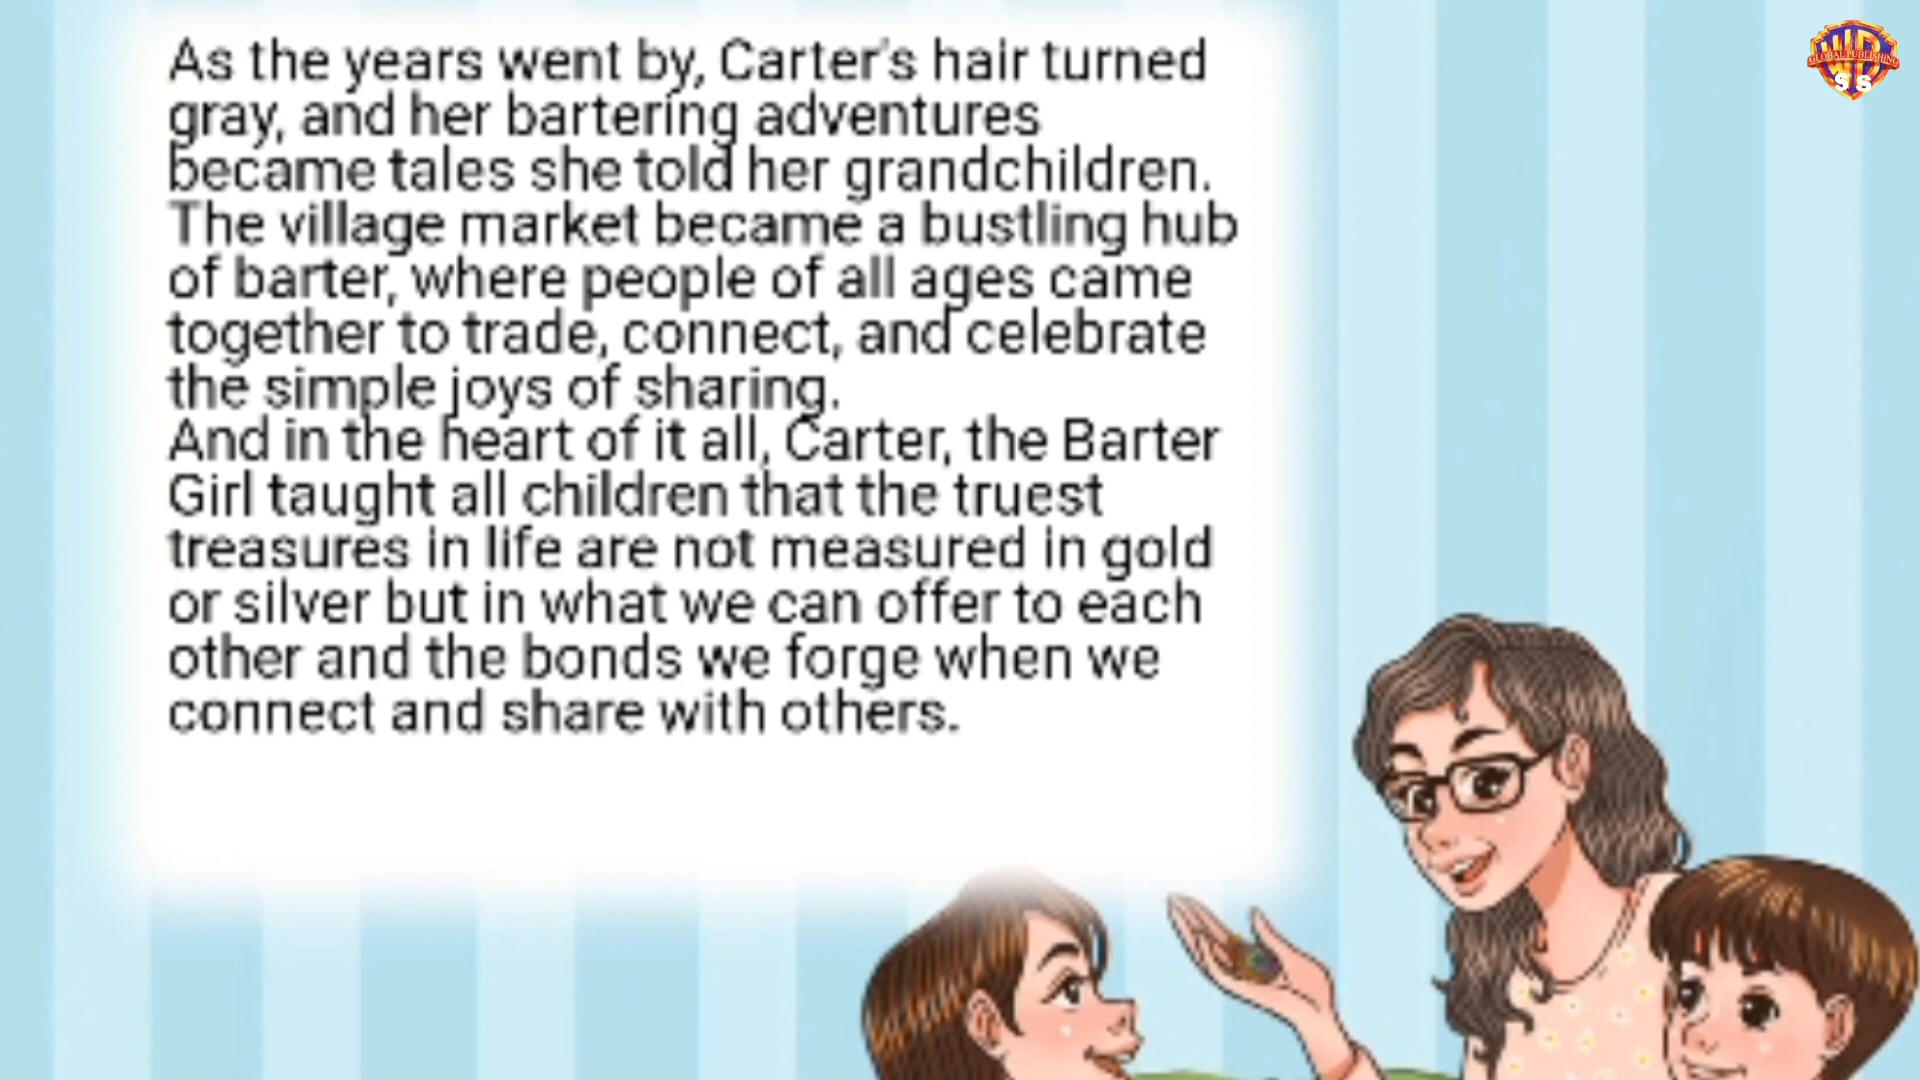 As the years went by, Carter's hair turned
gray, and her bartering adventures
became tales she told her grandchildren.
The village market became a bustling hub
of barter, where people of all ages came
together to trade, connect, and celebrate
the simple joys of sharing.
And in the heart of it all, Carter, the Barter
Girl taught all children that the truest
treasures in life are not measured in gold
or silver but in what we can offer to each
other and the bonds we forge when we
connect and share with others.
WD
GLOBAL PUBLISHING
SS